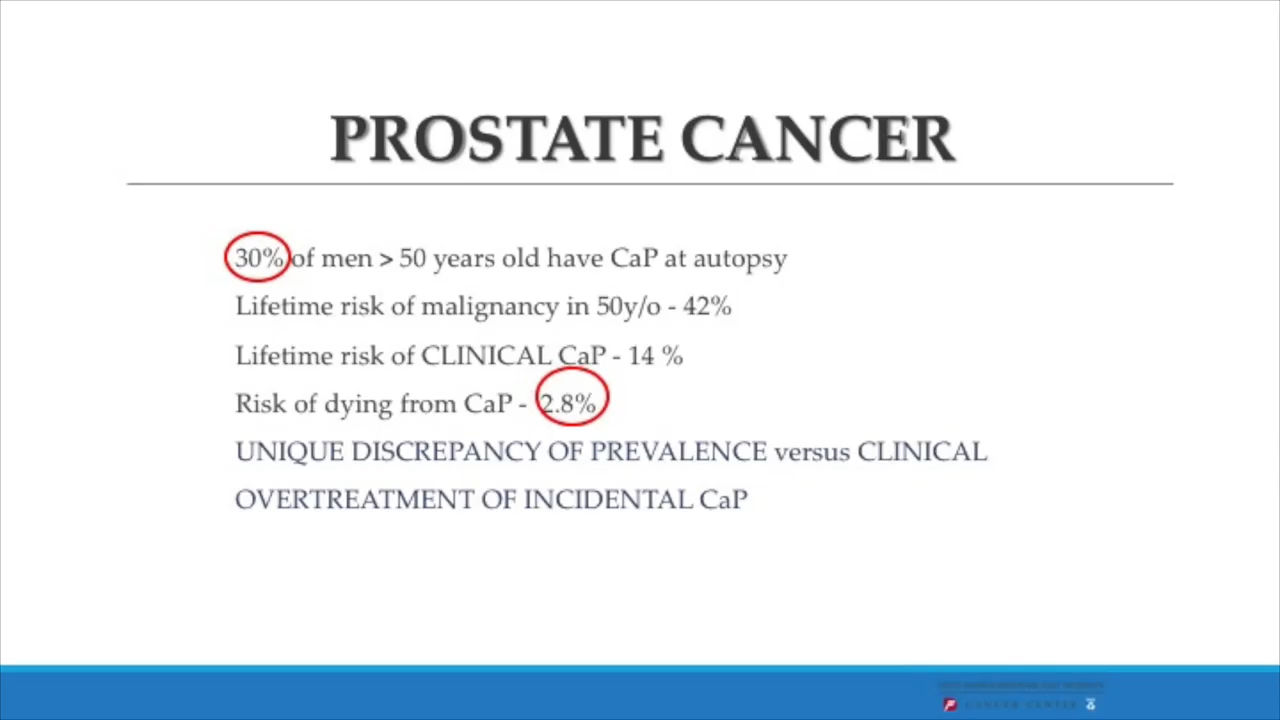 PROSTATE CANCER
30% of men > 50 years old have CaP at autopsy
Lifetime risk of malignancy in 50y/o - 42%
Lifetime risk of CLINICAL CaP - 14 %
Risk of dying from CaP - 2.8%
UNIQUE DISCREPANCY OF PREVALENCE versus CLINICAL
OVERTREATMENT OF INCIDENTAL CaP
CANCER CENTER